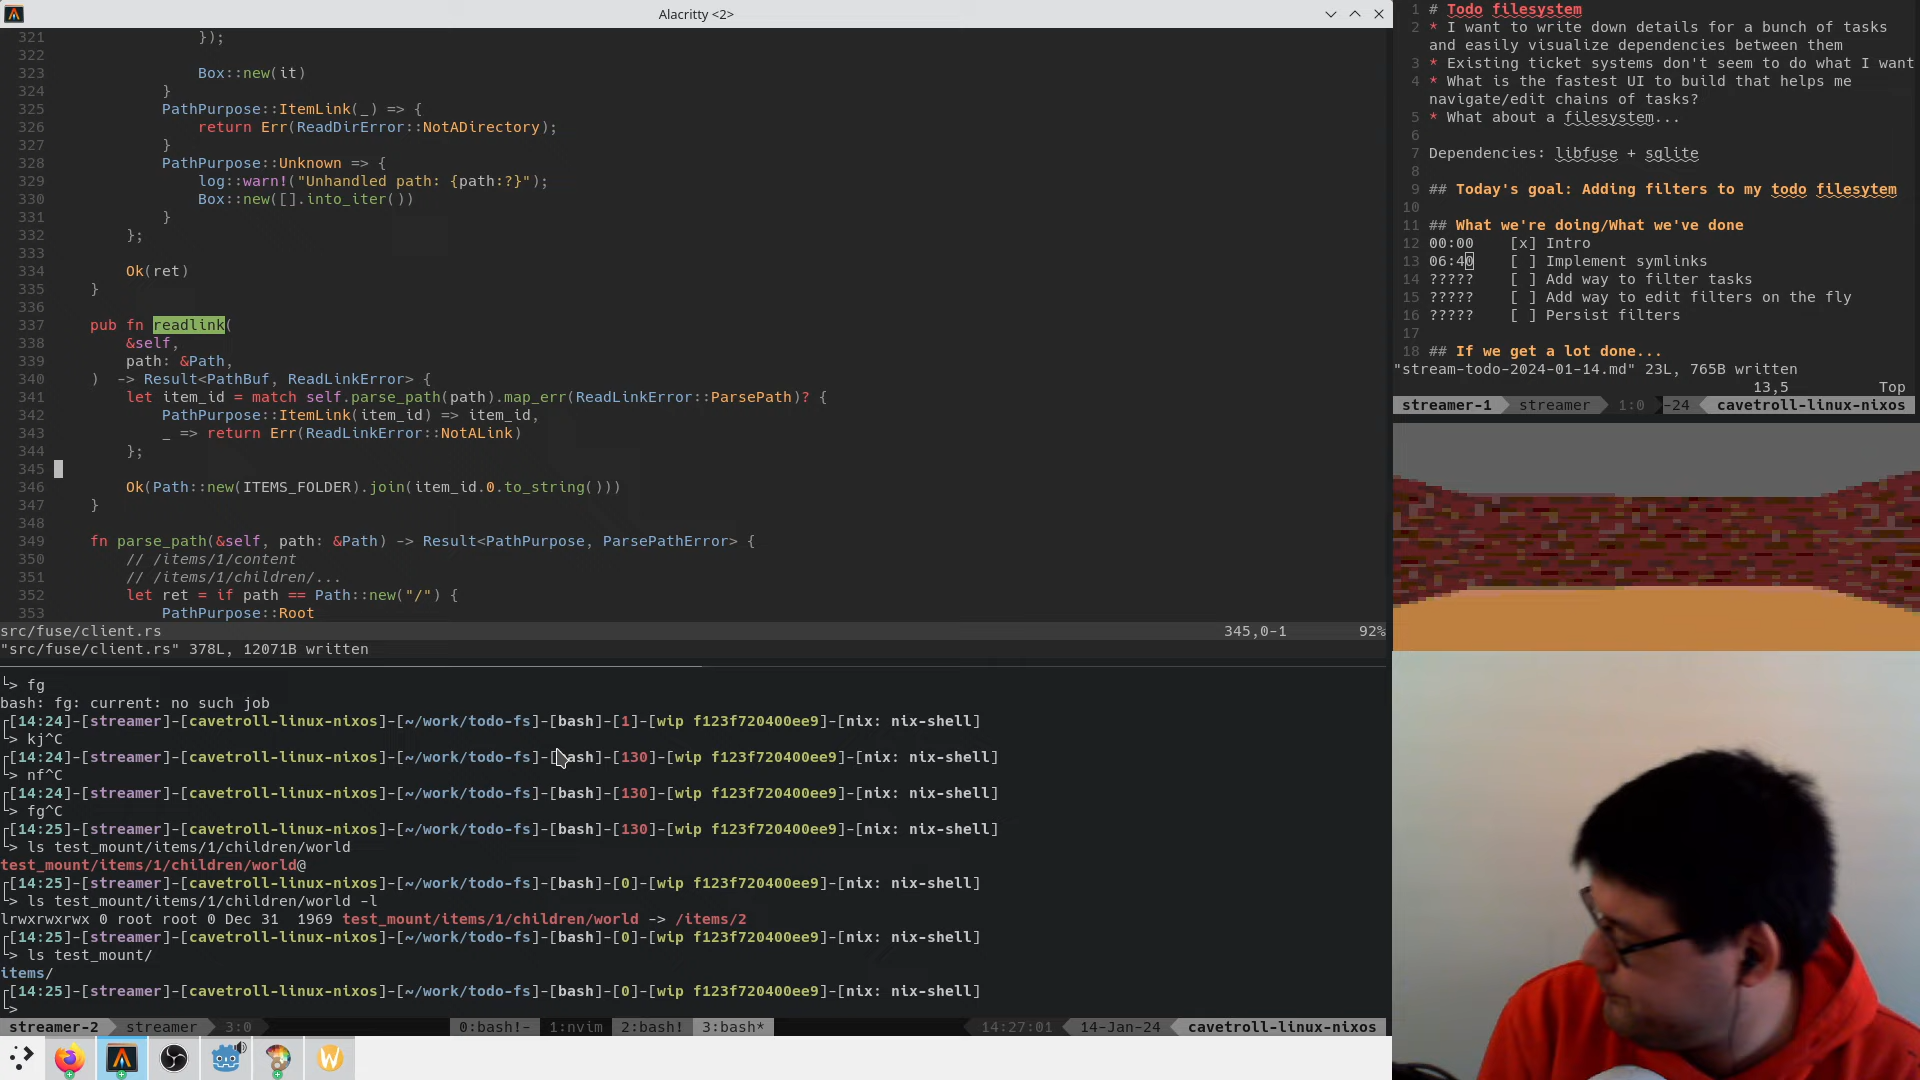 Alacritty <2>
321                 });
322
323                 Box::new(it)
324             }
325             PathPurpose::ItemLink(_) => {
326                 return Err(ReadDirError::NotADirectory);
327             }
328             PathPurpose::Unknown => {
329                 log::warn!("Unhandled path: {path:?}");
330                 Box::new([].into_iter())
331             }
332         };
333
334         Ok(ret)
335     }
336
337     pub fn readlink(
338         &self,
339         path: &Path,
340     )  -> Result<PathBuf, ReadLinkError> {
341         let item_id = match self.parse_path(path).map_err(ReadLinkError::ParsePath)? {
342             PathPurpose::ItemLink(item_id) => item_id,
343             _ => return Err(ReadLinkError::NotALink)
344         };
345
346         Ok(Path::new(ITEMS_FOLDER).join(item_id.0.to_string()))
347     }
348
349     fn parse_path(&self, path: &Path) -> Result<PathPurpose, ParsePathError> {
350         // /items/1/content
351         // /items/1/children/...
352         let ret = if path == Path::new("/") {
353             PathPurpose::Root
src/fuse/client.rs 345,0-1 92%
"src/fuse/client.rs" 378L, 12071B written
└> fg
bash: fg: current: no such job
┌[14:24]-[streamer]-[cavetroll-linux-nixos]-[~/work/todo-fs]-[bash]-[1]-[wip f123f720400ee9]-[nix: nix-shell]
└> kj^C
┌[14:24]-[streamer]-[cavetroll-linux-nixos]-[~/work/todo-fs]-[bash]-[130]-[wip f123f720400ee9]-[nix: nix-shell]
└> nf^C
┌[14:24]-[streamer]-[cavetroll-linux-nixos]-[~/work/todo-fs]-[bash]-[130]-[wip f123f720400ee9]-[nix: nix-shell]
└> fg^C
┌[14:25]-[streamer]-[cavetroll-linux-nixos]-[~/work/todo-fs]-[bash]-[130]-[wip f123f720400ee9]-[nix: nix-shell]
└> ls test_mount/items/1/children/world
test_mount/items/1/children/world@
┌[14:25]-[streamer]-[cavetroll-linux-nixos]-[~/work/todo-fs]-[bash]-[0]-[wip f123f720400ee9]-[nix: nix-shell]
└> ls test_mount/items/1/children/world -l
lrwxrwxrwx 0 root root 0 Dec 31  1969 test_mount/items/1/children/world -> /items/2
┌[14:25]-[streamer]-[cavetroll-linux-nixos]-[~/work/todo-fs]-[bash]-[0]-[wip f123f720400ee9]-[nix: nix-shell]
└> ls test_mount/
items/
┌[14:25]-[streamer]-[cavetroll-linux-nixos]-[~/work/todo-fs]-[bash]-[0]-[wip f123f720400ee9]-[nix: nix-shell]
└>
streamer-2 streamer 3:0 0:bash!- 1:nvim 2:bash! 3:bash* 14:27:01 14-Jan-24 cavetroll-linux-nixos
1 # Todo filesystem
2 * I want to write down details for a bunch of tasks
and easily visualize dependencies between them
3 * Existing ticket systems don't seem to do what I want
4 * What is the fastest UI to build that helps me
navigate/edit chains of tasks?
5 * What about a filesystem...
6
7 Dependencies: libfuse + sqlite
8
9 ## Today's goal: Adding filters to my todo filesytem
10
11 ## What we're doing/What we've done
12 00:00    [x] Intro
13 06:40    [ ] Implement symlinks
14 ?????    [ ] Add way to filter tasks
15 ?????    [ ] Add way to edit filters on the fly
16 ?????    [ ] Persist filters
17
18 ## If we get a lot done...
"stream-todo-2024-01-14.md" 23L, 765B written
13,5 Top
streamer-1 streamer 1:0 -24 cavetroll-linux-nixos